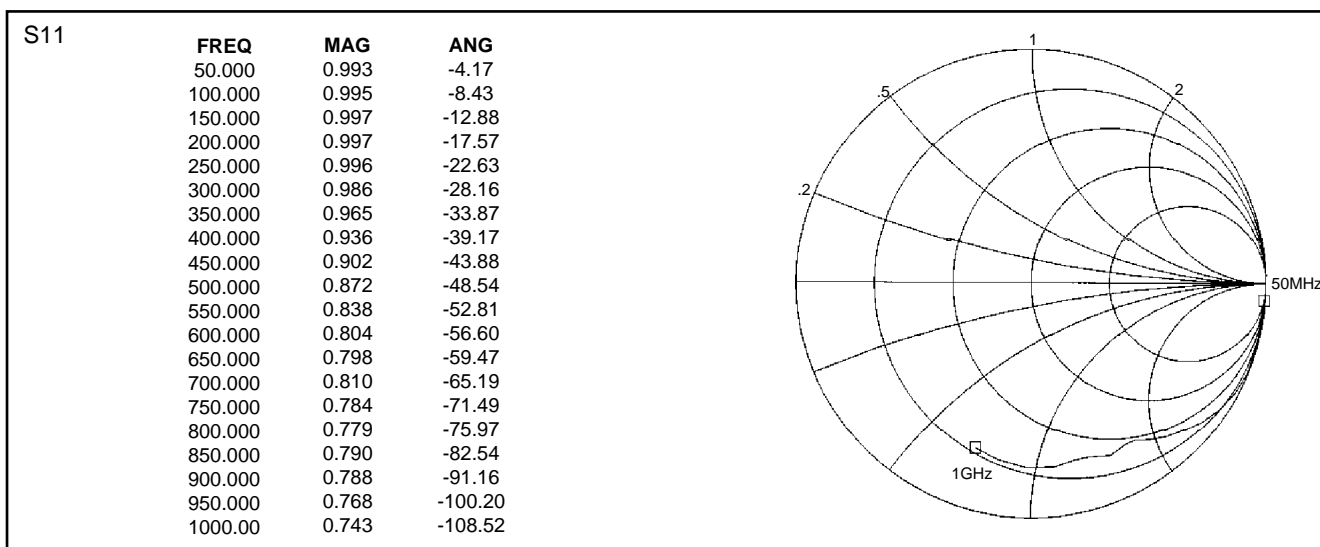 S11
FREQ MAG ANG
50.000 0.993 -4.17
100.000 0.995 -8.43
150.000 0.997 -12.88
200.000 0.997 -17.57
250.000 0.996 -22.63
300.000 0.986 -28.16
350.000 0.965 -33.87
400.000 0.936 -39.17
450.000 0.902 -43.88
500.000 0.872 -48.54
550.000 0.838 -52.81
600.000 0.804 -56.60
650.000 0.798 -59.47
700.000 0.810 -65.19
750.000 0.784 -71.49
800.000 0.779 -75.97
850.000 0.790 -82.54
900.000 0.788 -91.16
950.000 0.768 -100.20
1000.00 0.743 -108.52
1
.5
2
.2
50MHz
1GHz